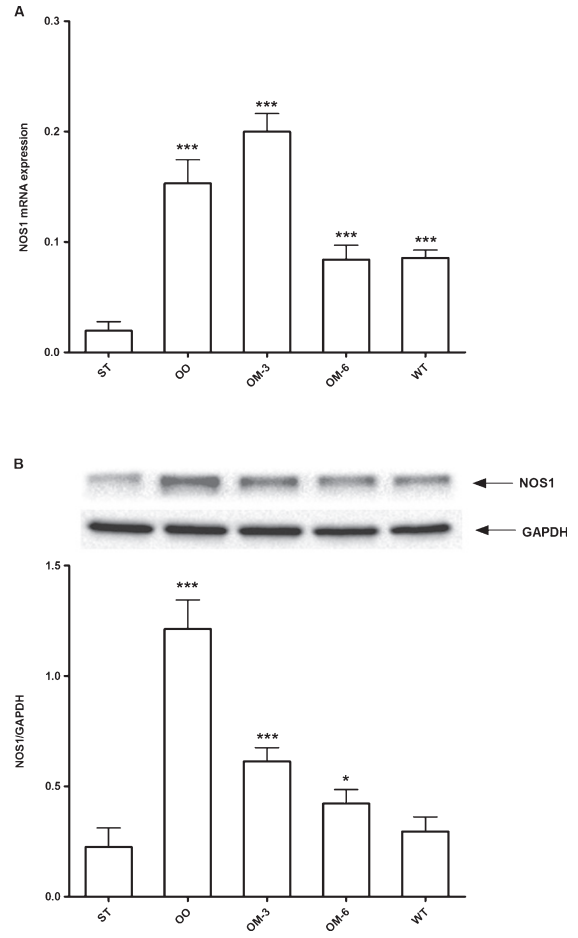 A
0.3
***
***
0.2
NOS1 mRNA expression
***
***
0.1
0.0
ST
OO
OM-3
OM-6
WT
B
NOS1
GAPDH
1.5
***
1.0
NOS1/GAPDH
***
*
0.5
0.0
ST
OO
OM-3
OM-6
WT